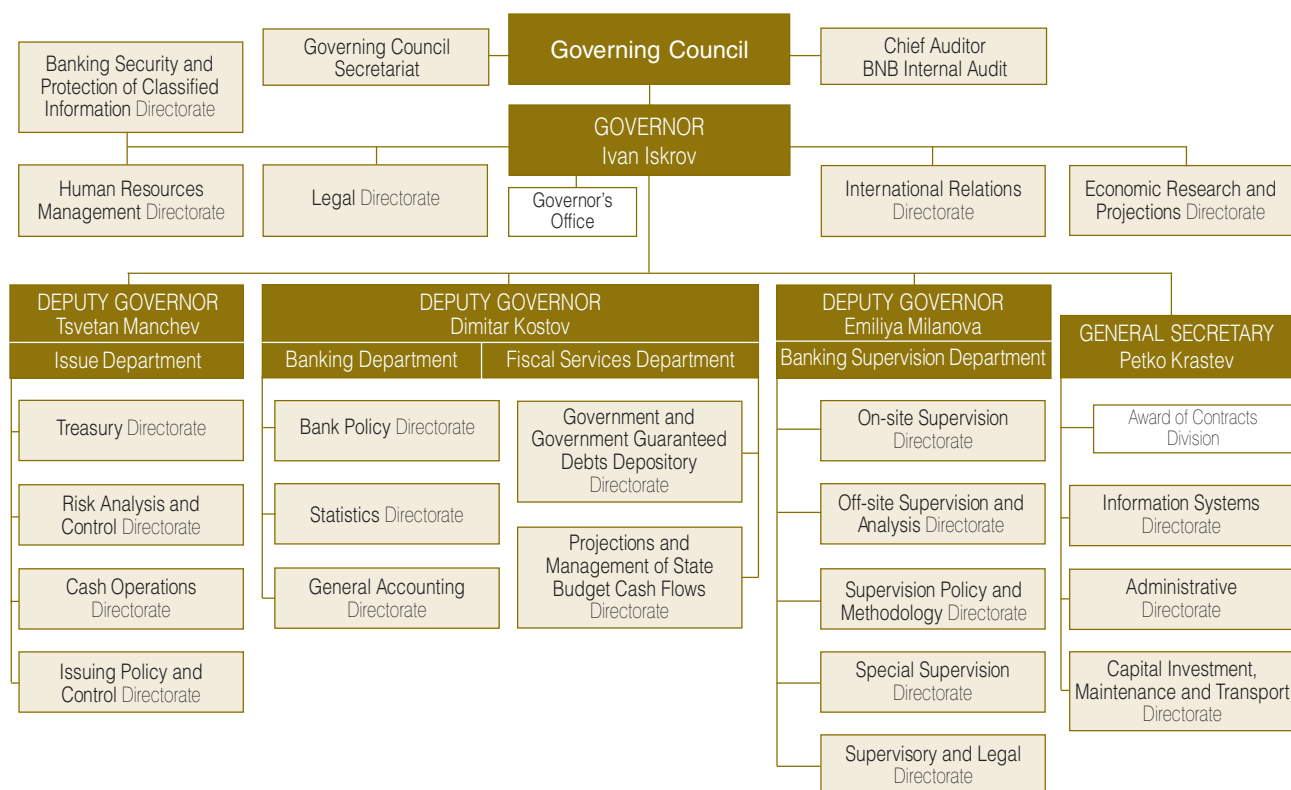 Governing Council
Secretariat
Governing Council
Chief Auditor
BNB Internal Audit
Banking Security and
Protection of Classified
Information Directorate
GOVERNOR
Ivan Iskrov
Human Resources
Management Directorate
Legal Directorate
Governor's
Office
International Relations
Directorate
Economic Research and
Projections Directorate
DEPUTY GOVERNOR
Tsvetan Manchev
Issue Department
Treasury Directorate
Risk Analysis and
Control Directorate
Cash Operations
Directorate
Issuing Policy and
Control Directorate
DEPUTY GOVERNOR
Dimitar Kostov
Banking Department
Fiscal Services Department
Bank Policy Directorate
Statistics Directorate
General Accounting
Directorate
Government and
Government Guaranteed
Debts Depository
Directorate
Projections and
Management of State
Budget Cash Flows
Directorate
DEPUTY GOVERNOR
Emiliya Milanova
Banking Supervision Department
On-site Supervision
Directorate
Off-site Supervision and
Analysis Directorate
Supervision Policy and
Methodology Directorate
Special Supervision
Directorate
Supervisory and Legal
Directorate
GENERAL SECRETARY
Petko Krastev
Award of Contracts
Division
Information Systems
Directorate
Administrative
Directorate
Capital Investment,
Maintenance and Transport
Directorate